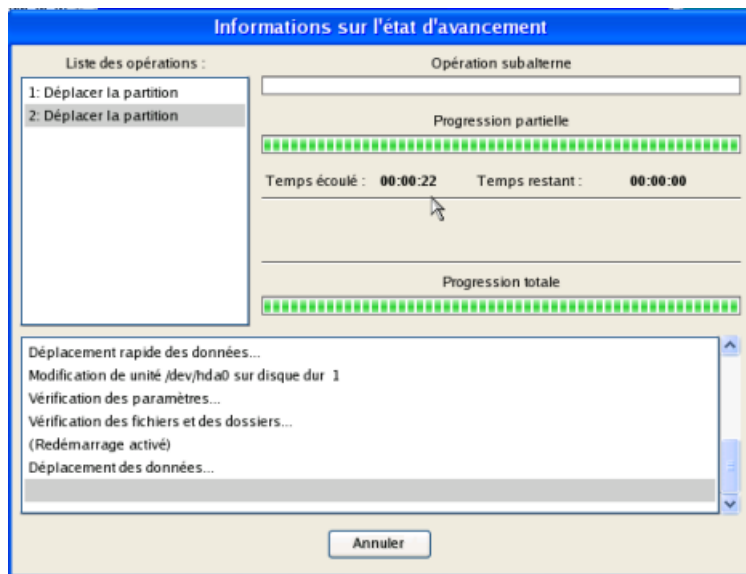 Informations sur l'état d'avancement
Liste des opérations :
1: Déplacer la partition
2: Déplacer la partition
Opération subalterne
Progression partielle
Temps écoulé : 00:00:22 Temps restant : 00:00:00
Progression totale
Déplacement rapide des données...
Modification de unité /dev/hda0 sur disque dur 1
Vérification des paramètres...
Vérification des fichiers et des dossiers...
(Redémarrage activé)
Déplacement des données...
Annuler